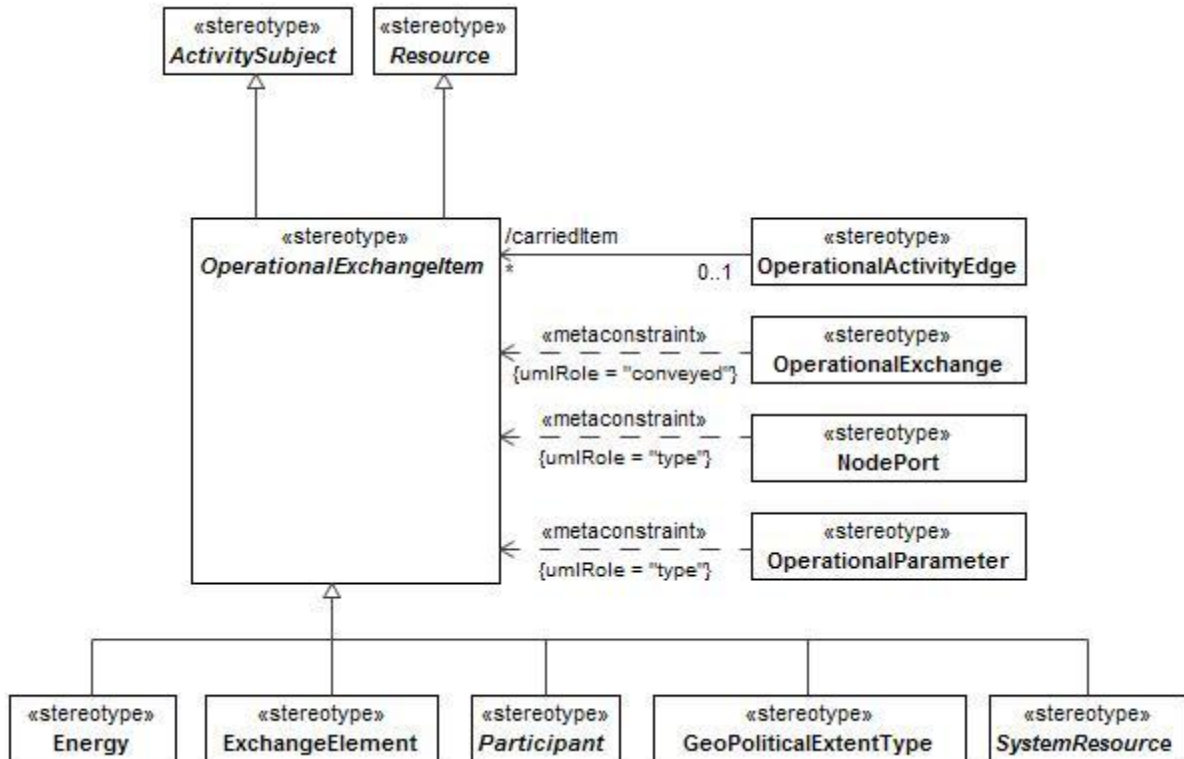 «stereotype»
ActivitySubject
«stereotype»
Resource
«stereotype»
OperationalExchangeItem
/carriedItem
*
0..1
«stereotype»
OperationalActivityEdge
«metaconstraint»
{umlRole = "conveyed"}
«stereotype»
OperationalExchange
«metaconstraint»
{umlRole = "type"}
«stereotype»
NodePort
«metaconstraint»
{umlRole = "type"}
«stereotype»
OperationalParameter
«stereotype»
Energy
«stereotype»
ExchangeElement
«stereotype»
Participant
«stereotype»
GeoPoliticalExtentType
«stereotype»
SystemResource